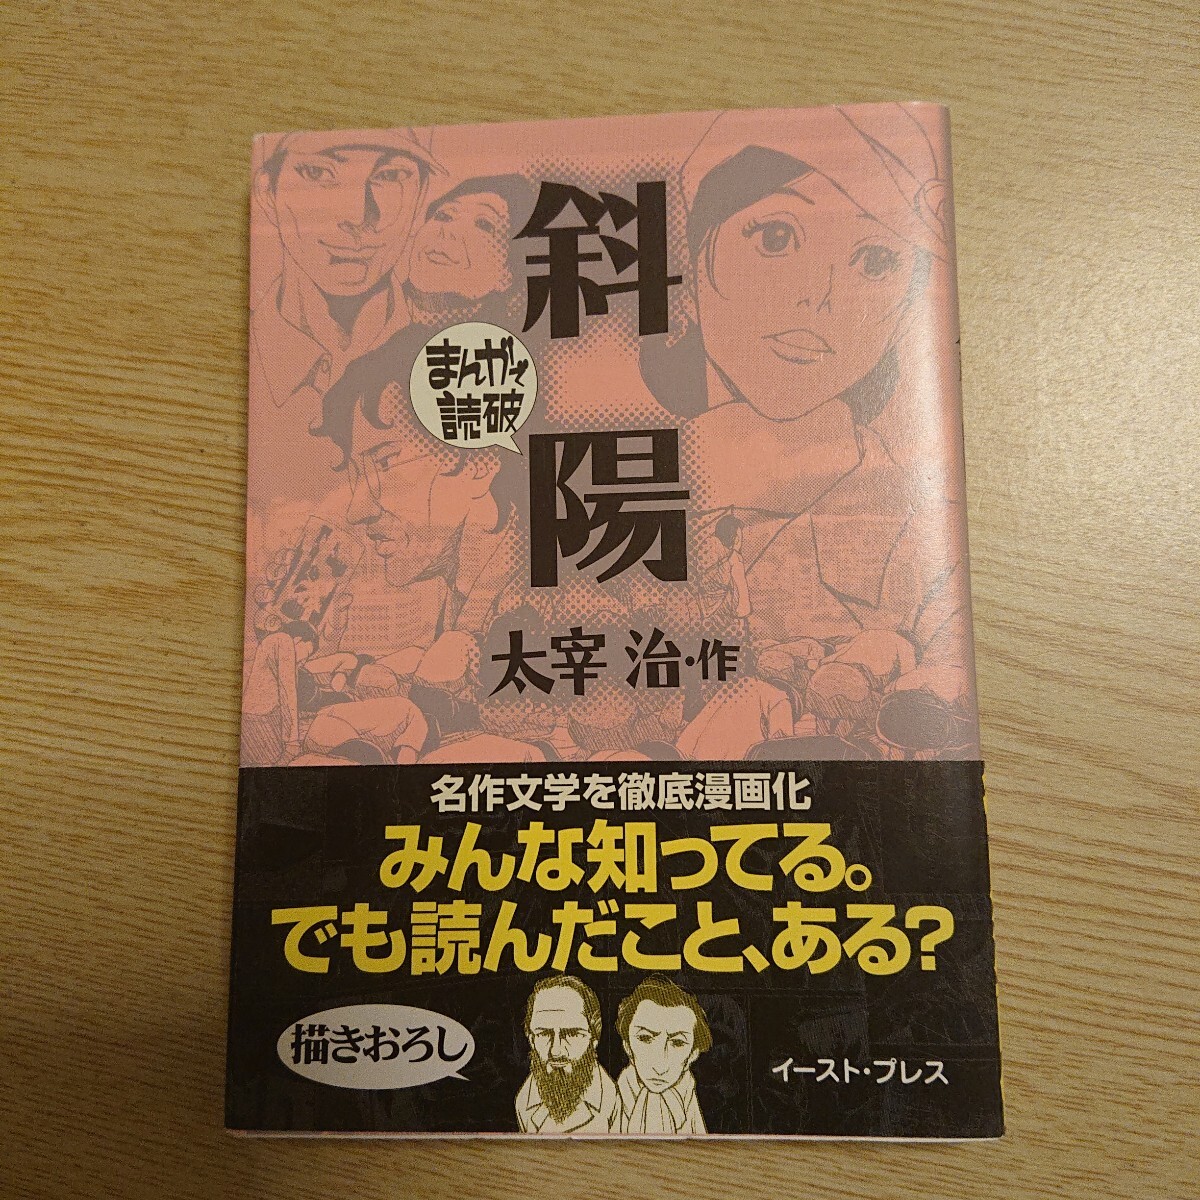 斜陽
まんがで
読破
太宰 治・作
名作文学を徹底漫画化
みんな知ってる。
でも読んだこと、ある?
描きおろし
イースト・プレス